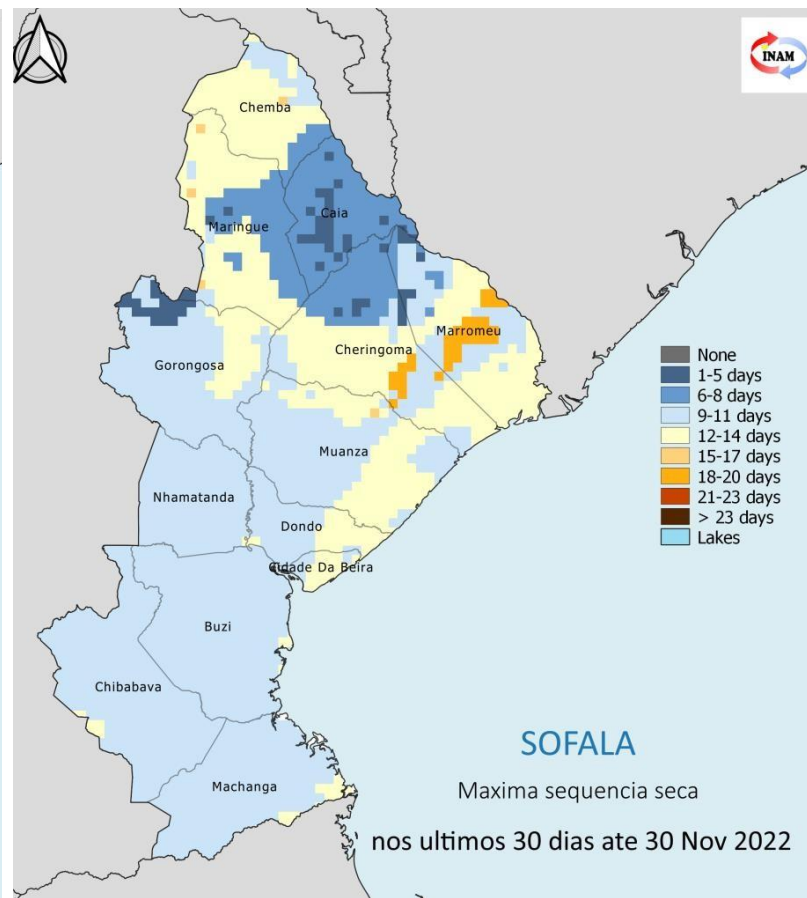 INAM
Chemba
Caia
Maringue
Marromeu
Cheringoma
Gorongosa
None
1-5 days
6-8 days
9-11 days
12-14 days
15-17 days
18-20 days
21-23 days
> 23 days
Lakes
Muanza
Nhamatanda
Dondo
Cidade Da Beira
Buzi
Chibabava
Machanga
SOFALA
Maxima sequencia seca
nos ultimos 30 dias ate 30 Nov 2022